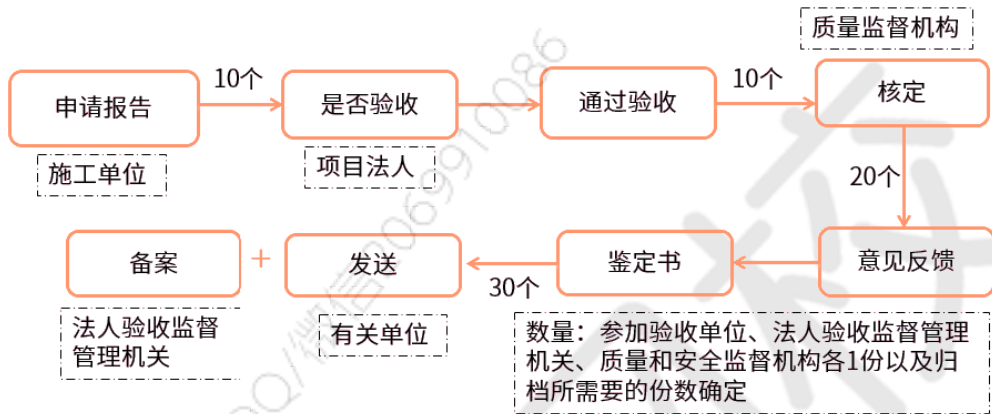 质量监督机构
申请报告
10个
是否验收
通过验收
10个
核定
施工单位
项目法人
20个
备案
+
发送
30个
鉴定书
意见反馈
法人验收监督
管理机关
有关单位
数量：参加验收单位、法人验收监督管理
机关、质量和安全监督机构各1份以及归
档所需要的份数确定